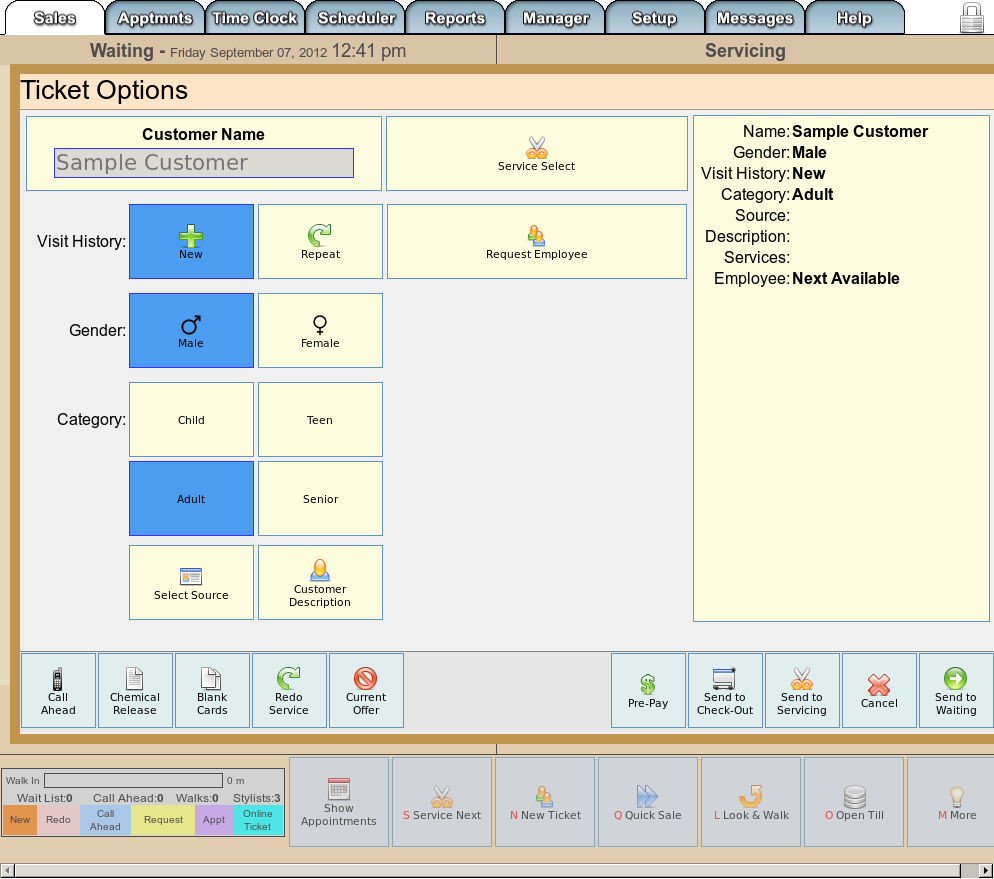 Sales Apptmnts Time Clock Scheduler Reports Manager Setup Messages Help
Waiting - Friday September 07, 2012 12:41 pm Servicing
Ticket Options
Customer Name
Sample Customer
Service Select
Visit History: New Repeat Request Employee
Gender: Male Female
Category: Child Teen
Adult Senior
Select Source Customer
Description
Name: Sample Customer
Gender: Male
Visit History: New
Category: Adult
Source:
Description:
Services:
Employee: Next Available
Call
Ahead
Chemical
Release
Blank
Cards
Redo
Service
Current
Offer
Pre-Pay
Send to
Check-Out
Send to
Servicing
Cancel
Send to
Waiting
Walk In 0 m
Wait List:0 Call Ahead:0 Walks:0 Stylists:3
New Redo Call
Ahead
Request Appt Online
Ticket
Show
Appointments
S Service Next
N New Ticket
Q Quick Sale
L Look & Walk
O Open Till
M More